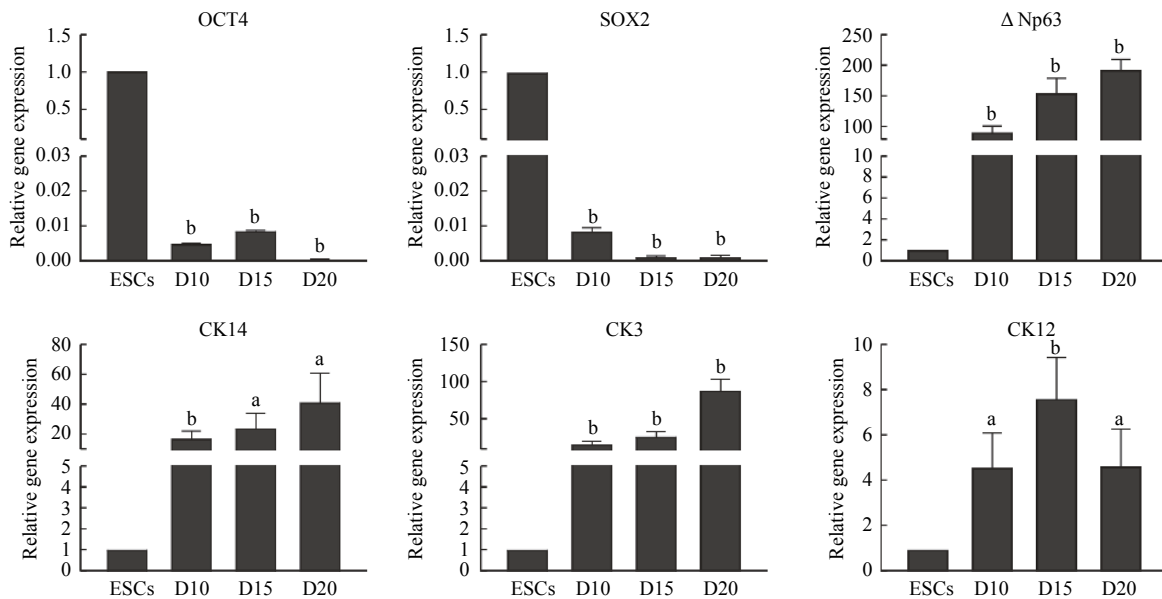 OCT4
Relative gene expression
1.0
0.5
0.03
0.02
0.01
0.00
b
b
b
ESCs D10 D15 D20
SOX2
Relative gene expression
1.0
0.5
0.03
0.02
0.01
0.00
b
b
b
ESCs D10 D15 D20
Δ Np63
Relative gene expression
250
200
150
100
10
8
6
4
2
0
b
b
b
ESCs D10 D15 D20
CK14
Relative gene expression
80
60
40
20
5
4
3
2
1
0
b
a
a
ESCs D10 D15 D20
CK3
Relative gene expression
150
100
50
5
4
3
2
1
0
b
b
b
ESCs D10 D15 D20
CK12
Relative gene expression
10
8
6
4
2
0
a
b
a
ESCs D10 D15 D20